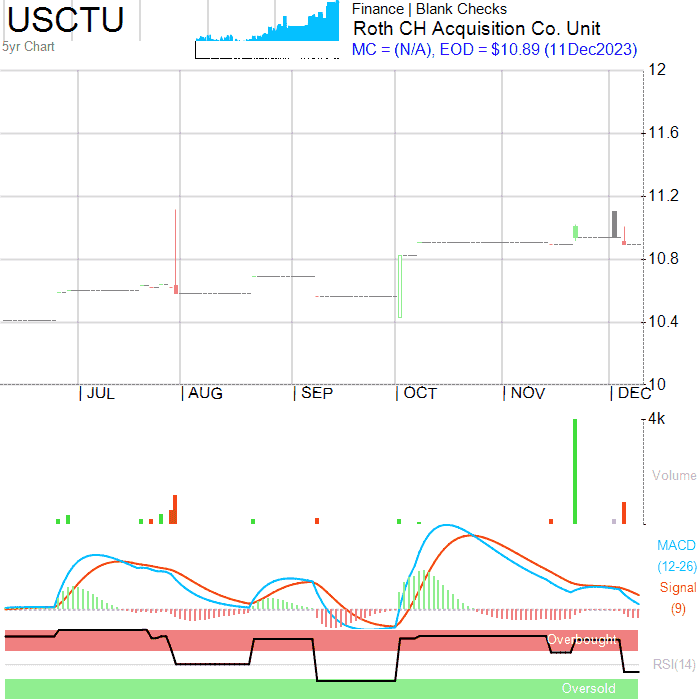 USCTU
5yr Chart
Finance | Blank Checks
Roth CH Acquisition Co. Unit
MC = (N/A), EOD = $10.89 (11Dec2023)
12
11.6
11.2
10.8
10.4
10
JUL
AUG
SEP
OCT
NOV
DEC
4k
Volume
MACD
(12-26)
Signal
(9)
Overbought
RSI(14)
Oversold